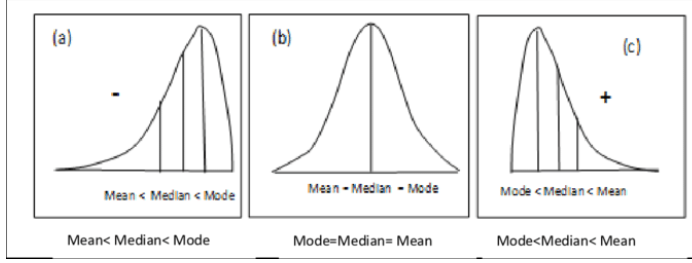 (a)
-
Mean < Median < Mode
Mean< Median< Mode
(b)
Mean = Median = Mode
Mode=Median= Mean
(c)
+
Mode < Median < Mean
Mode<Median< Mean